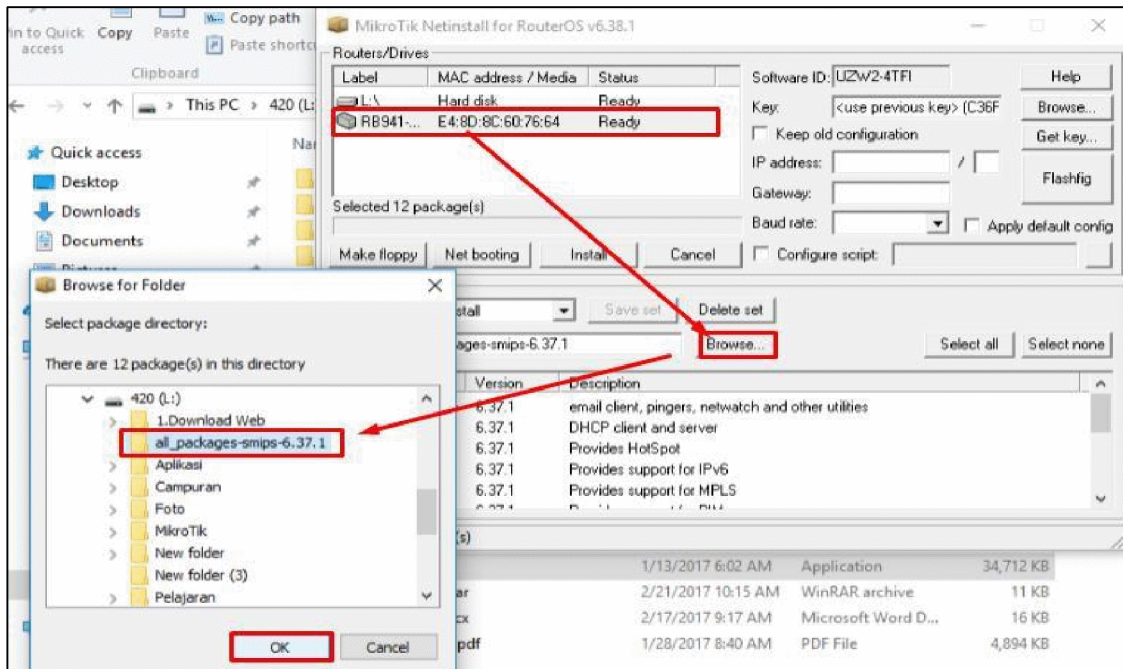 Copy path
Copy
Paste
access
Clipboard
This PC > 420 (L:
Quick access
Desktop
Downloads
Documents
MikroTik Netinstall for RouterOS v6.38.1
Routers/Drives
Label MAC address / Media Status
L:\ Hard disk Ready
RB941-... E4:8D:8C:60:76:64 Ready
Selected 12 package(s)
Make floppy Net booting Install Cancel
Software ID: UZW2-4TFI Help
Key: <use previous key> (C36F Browse...
Keep old configuration Get key...
IP address: /
Gateway: Flashfig
Baud rate: Apply default config
Configure script:
Save set Delete set
ages-smips-6.37.1 Browse... Select all Select none
Version Description
6.37.1 email client, pingers, netwatch and other utilities
6.37.1 DHCP client and server
6.37.1 Provides HotSpot
6.37.1 Provides support for IPv6
6.37.1 Provides support for MPLS
Browse for Folder
Select package directory:
There are 12 package(s) in this directory
420 (L:)
1.Download Web
all_packages-smips-6.37.1
Aplikasi
Campuran
Foto
MikroTik
New folder
New folder (3)
Pelajaran
OK Cancel
1/13/2017 6:02 AM Application 34,712 KB
2/21/2017 10:15 AM WinRAR archive 11 KB
2/17/2017 9:17 AM Microsoft Word D... 16 KB
pdf 1/28/2017 8:40 AM PDF File 4,894 KB